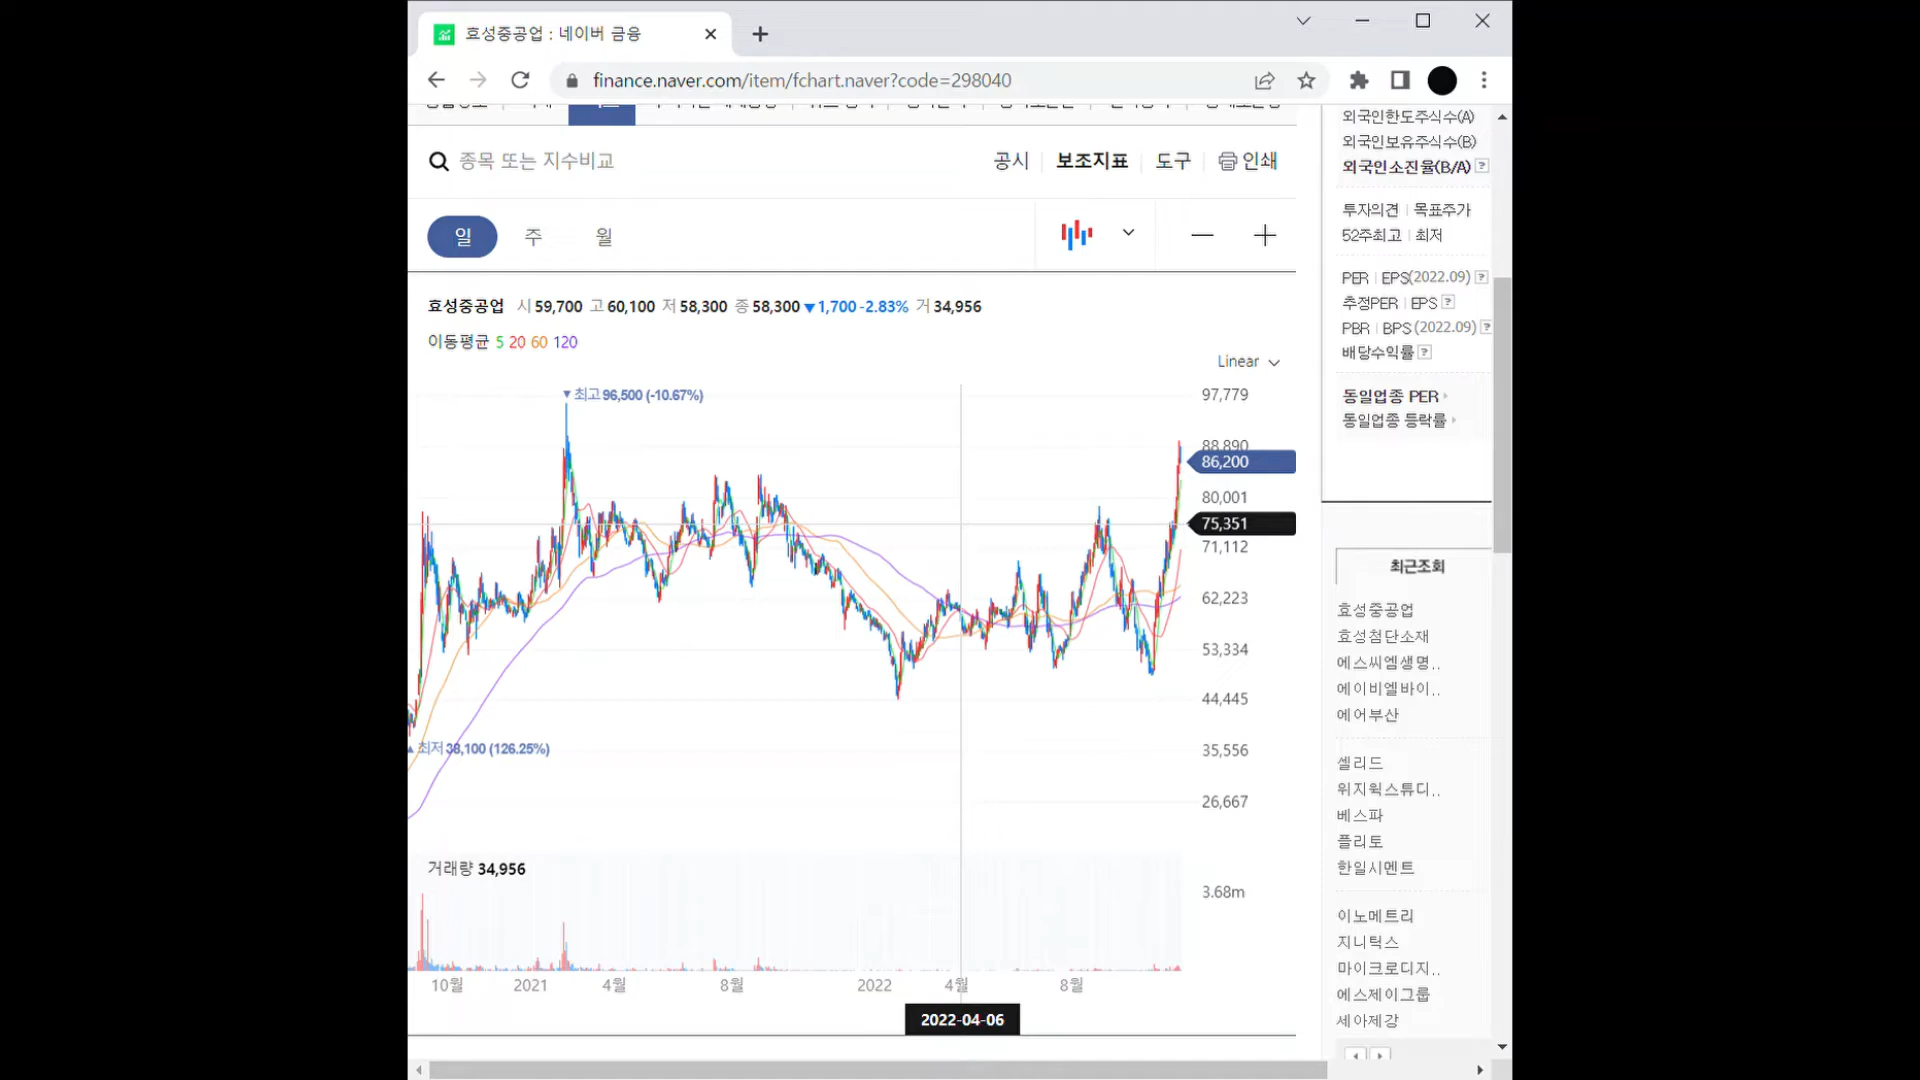 효성중공업 : 네이버 금융
finance.naver.com/item/fchart.naver?code=298040
종목 또는 지수비교
공시 보조지표 도구 인쇄
일 주 월
효성중공업 시 59,700 고 60,100 저 58,300 종 58,300 ▼1,700 -2.83% 거 34,956
이동평균 5 20 60 120
Linear
▼최고 96,500 (-10.67%)
97,779
88,890
86,200
80,001
75,351
71,112
62,223
53,334
44,445
▲최저 38,100 (126.25%)
35,556
26,667
거래량 34,956
3.68m
10월 2021 4월 8월 2022 4월 8월
2022-04-06
외국인한도주식수(A)
외국인보유주식수(B)
외국인소진율(B/A) ?
투자의견 | 목표주가
52주최고 | 최저
PER | EPS(2022.09) ?
추정PER | EPS ?
PBR | BPS (2022.09) ?
배당수익률 ?
동일업종 PER
동일업종 등락률
최근조회
효성중공업
효성첨단소재
에스씨엠생명..
에이비엘바이..
에어부산
셀리드
위지윅스튜디..
베스파
플리토
한일시멘트
이노메트리
지니틱스
마이크로디지..
에스제이그룹
세아제강